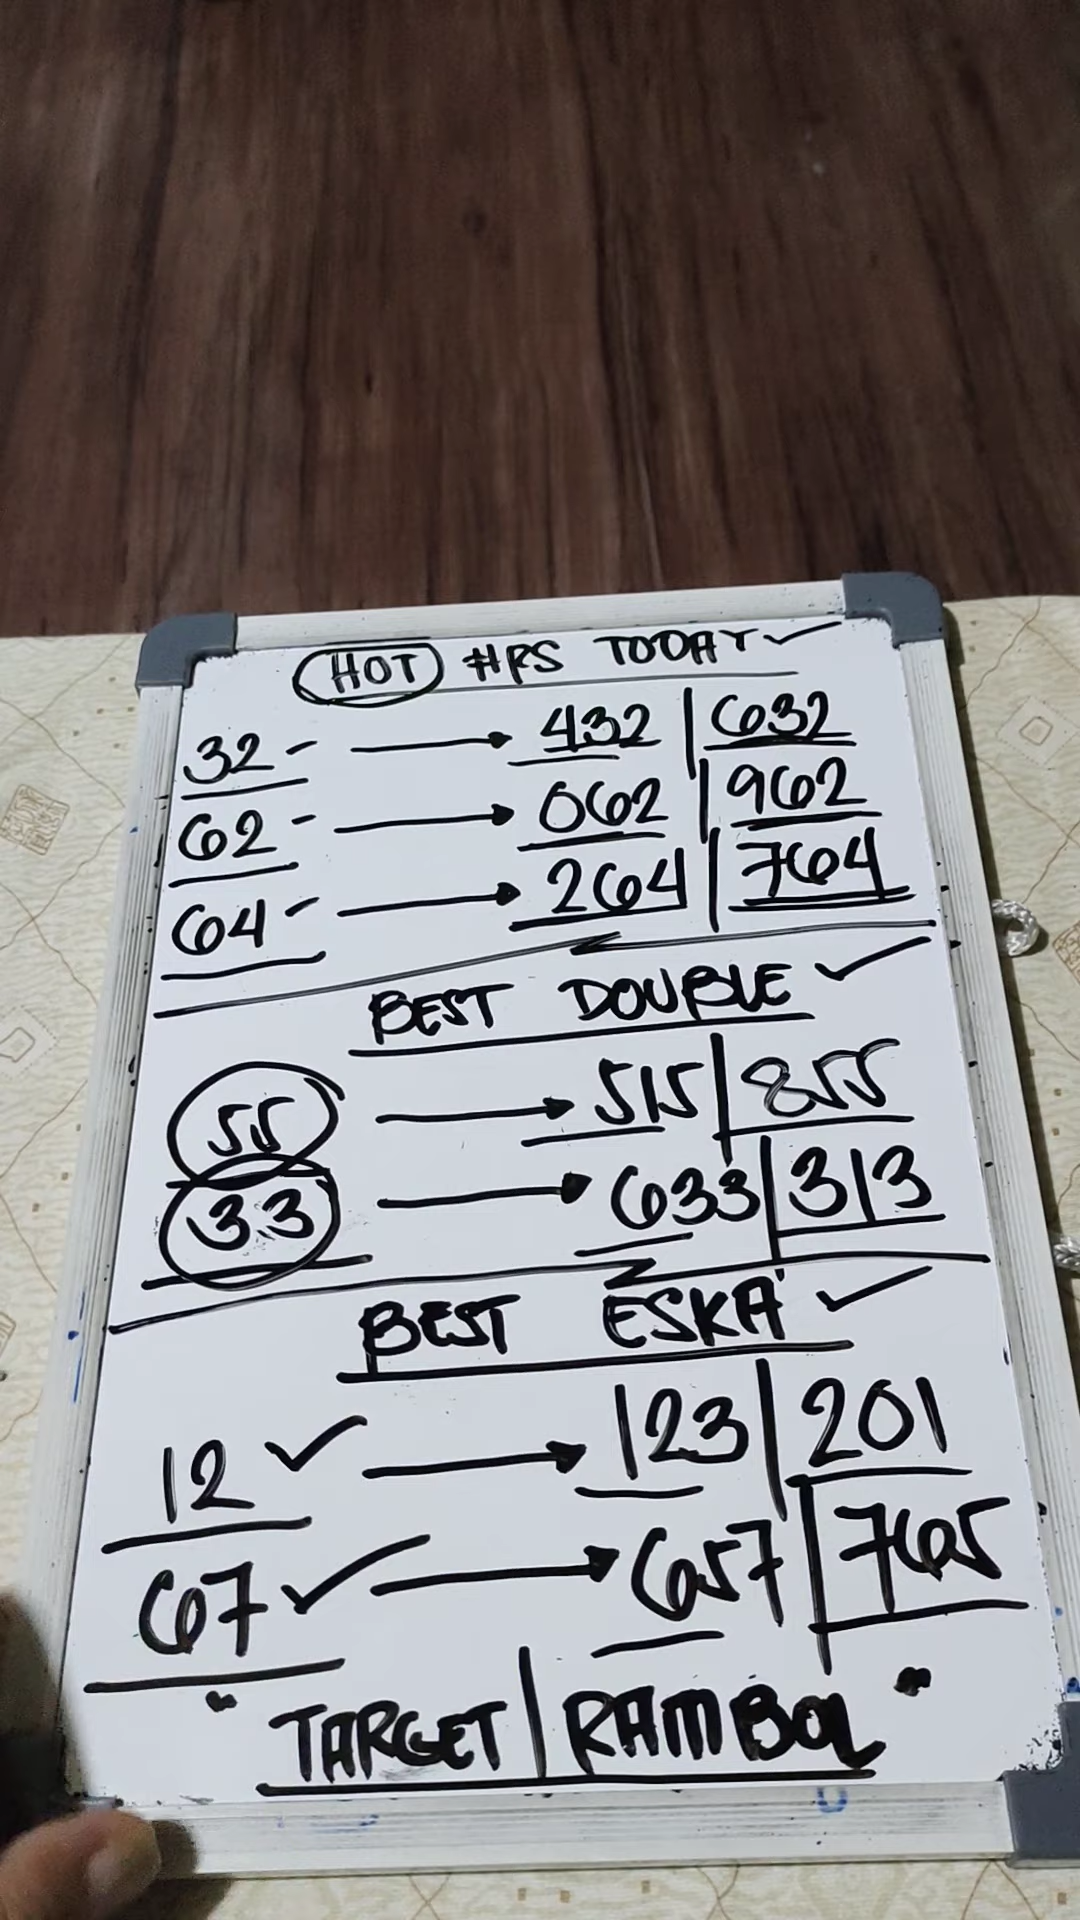 HOT #RS TODAY ✓
32 - → 432 | 632
62 - → 062 | 962
64 - → 264 | 764
BEST DOUBLE ✓
55 → 515 | 855
33 → 633 | 313
BEST ESKA' ✓
12 ✓ → 123 | 201
67 ✓ → 657 | 765
"TARGET | RAMBOL"